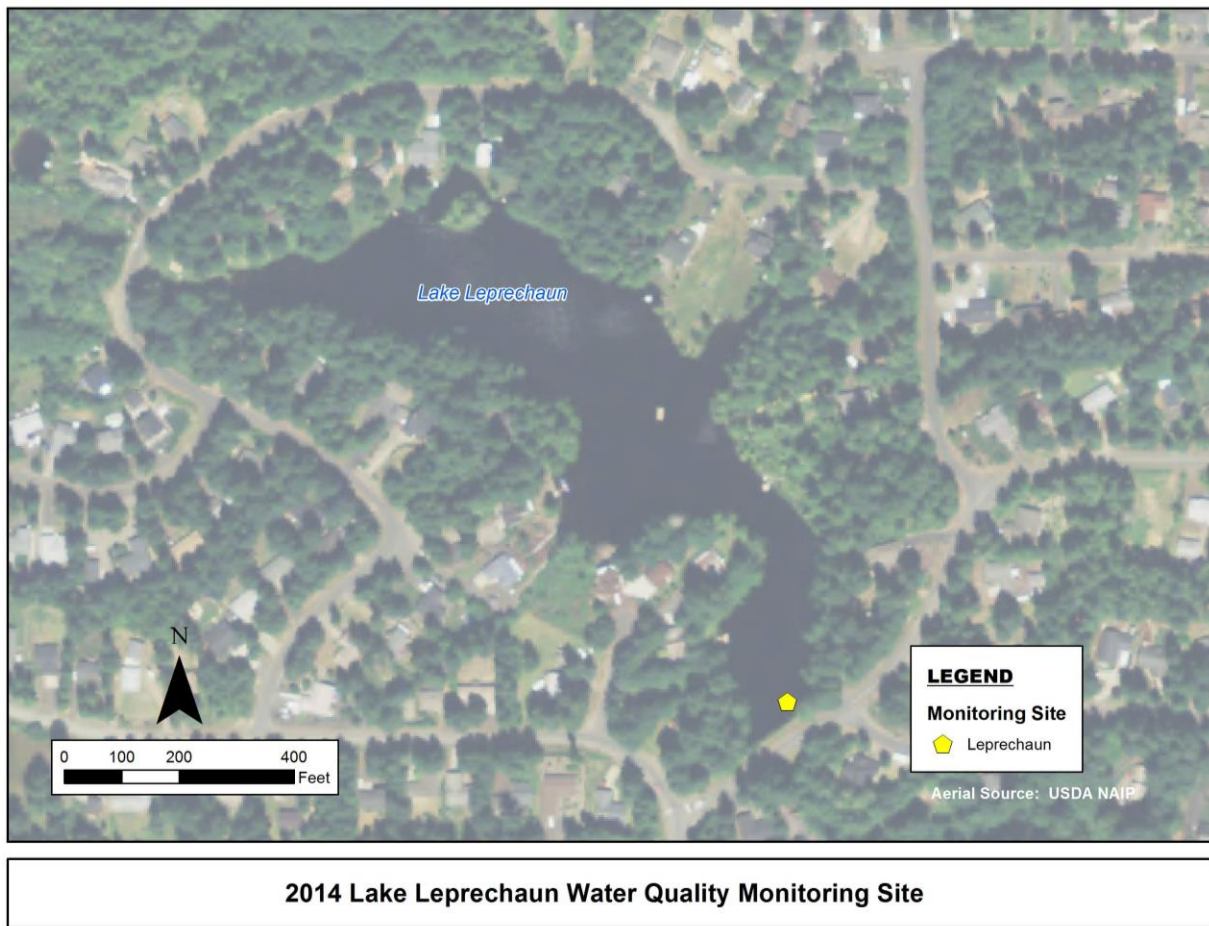 Lake Leprechaun
N
0 100 200 400
Feet
LEGEND
Monitoring Site
Leprechaun
Aerial Source: USDA NAIP
2014 Lake Leprechaun Water Quality Monitoring Site